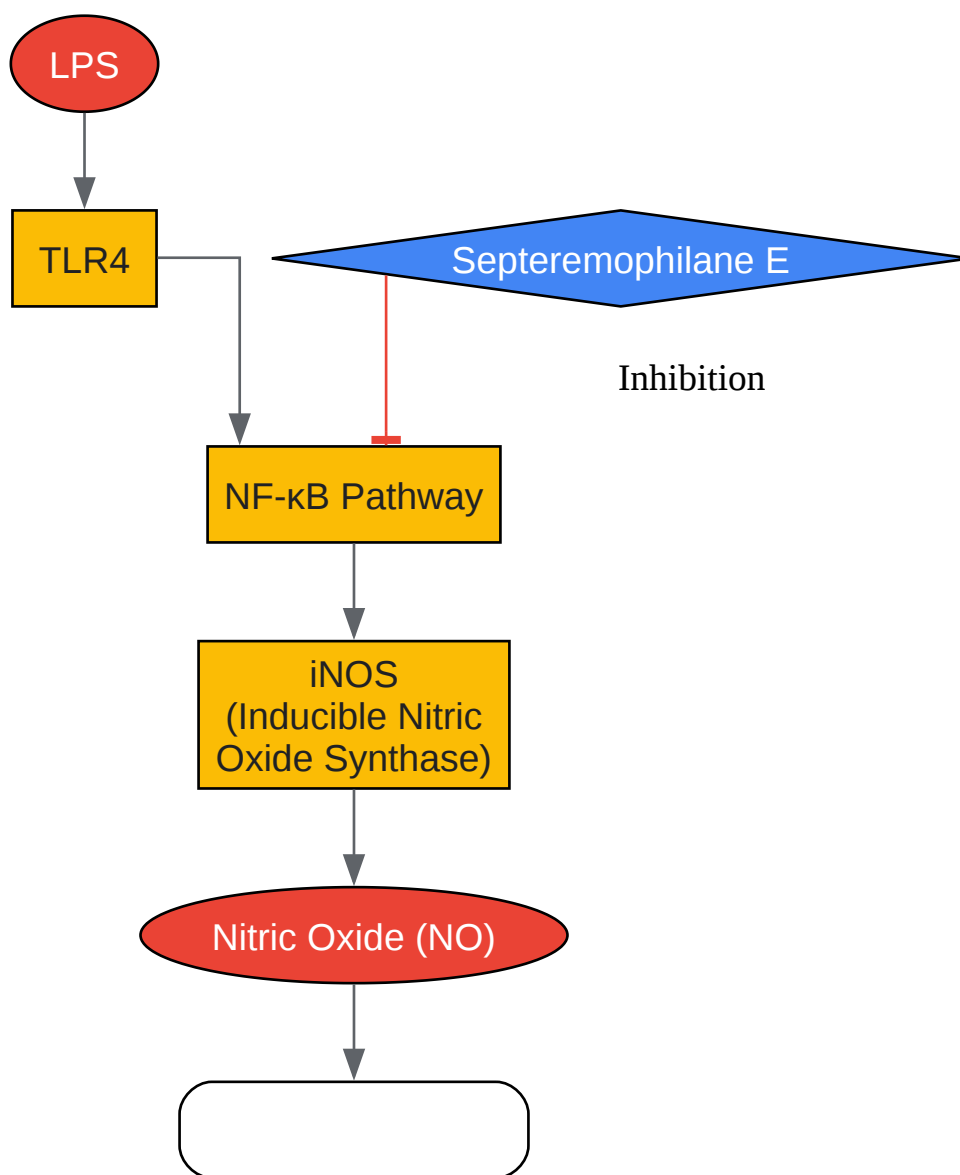 LPS
TLR4
Septeremophilane E
Inhibition
NF-κB Pathway
iNOS
(Inducible Nitric
Oxide Synthase)
Nitric Oxide (NO)